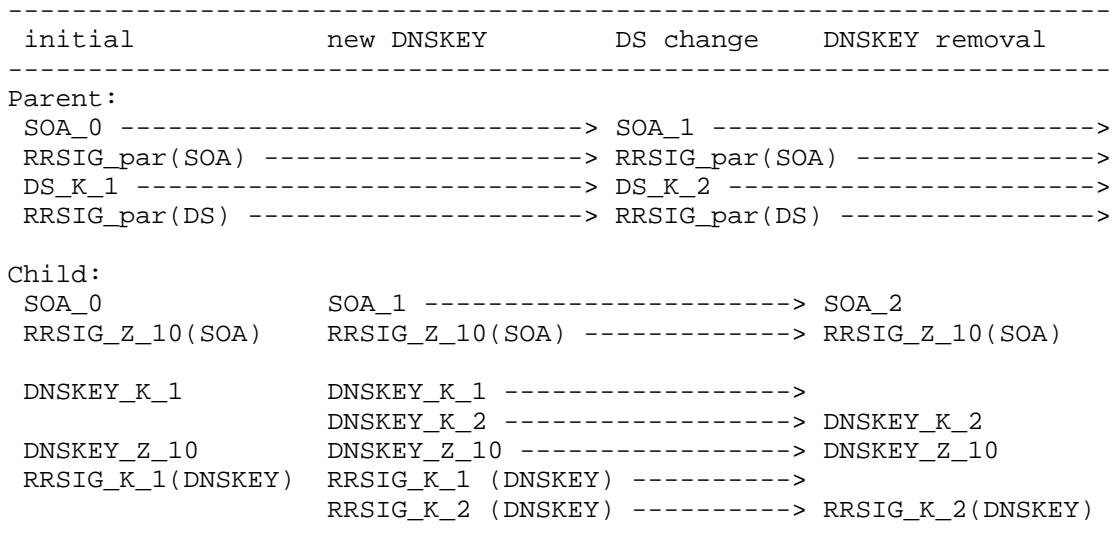 ---------------------------------------------------------------------
 initial            new DNSKEY        DS change    DNSKEY removal
---------------------------------------------------------------------
Parent:
 SOA_0 -----------------------------> SOA_1 ------------------------>
 RRSIG_par(SOA) --------------------> RRSIG_par(SOA) --------------->
 DS_K_1 ----------------------------> DS_K_2 ----------------------->
 RRSIG_par(DS) ---------------------> RRSIG_par(DS) ---------------->

Child:
 SOA_0              SOA_1 -----------------------> SOA_2
 RRSIG_Z_10(SOA)    RRSIG_Z_10(SOA) -------------> RRSIG_Z_10(SOA)

 DNSKEY_K_1         DNSKEY_K_1 ------------------>
                    DNSKEY_K_2 ------------------> DNSKEY_K_2
 DNSKEY_Z_10        DNSKEY_Z_10 -----------------> DNSKEY_Z_10
 RRSIG_K_1(DNSKEY)  RRSIG_K_1 (DNSKEY) ---------->
                    RRSIG_K_2 (DNSKEY) ----------> RRSIG_K_2(DNSKEY)